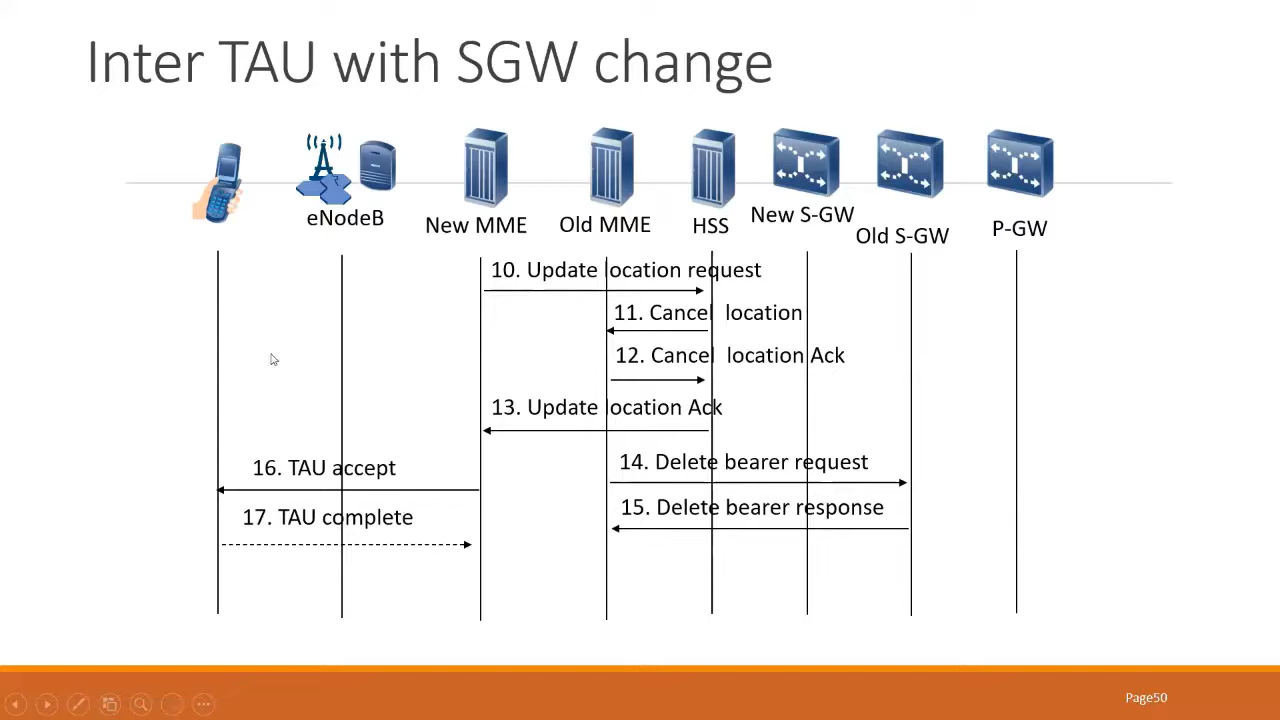 Inter TAU with SGW change
eNodeB
New MME
Old MME
HSS
New S-GW
Old S-GW
P-GW
10. Update location request
11. Cancel location
12. Cancel location Ack
13. Update location Ack
16. TAU accept
14. Delete bearer request
17. TAU complete
15. Delete bearer response
Page50